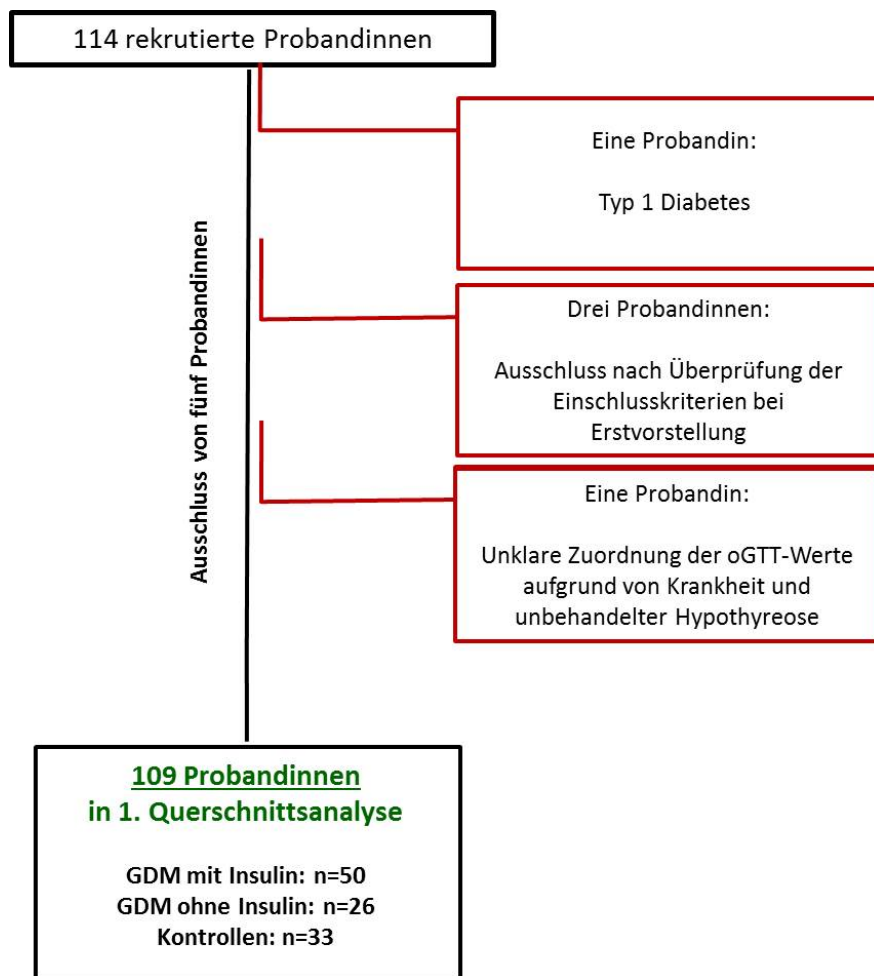 114 rekrutierte Probandinnen
Ausschluss von fünf Probandinnen
Eine Probandin:
Typ 1 Diabetes
Drei Probandinnen:
Ausschluss nach Überprüfung der
Einschlusskriterien bei
Erstvorstellung
Eine Probandin:
Unklare Zuordnung der oGTT-Werte
aufgrund von Krankheit und
unbehandelter Hypothyreose
109 Probandinnen
in 1. Querschnittsanalyse
GDM mit Insulin: n=50
GDM ohne Insulin: n=26
Kontrollen: n=33